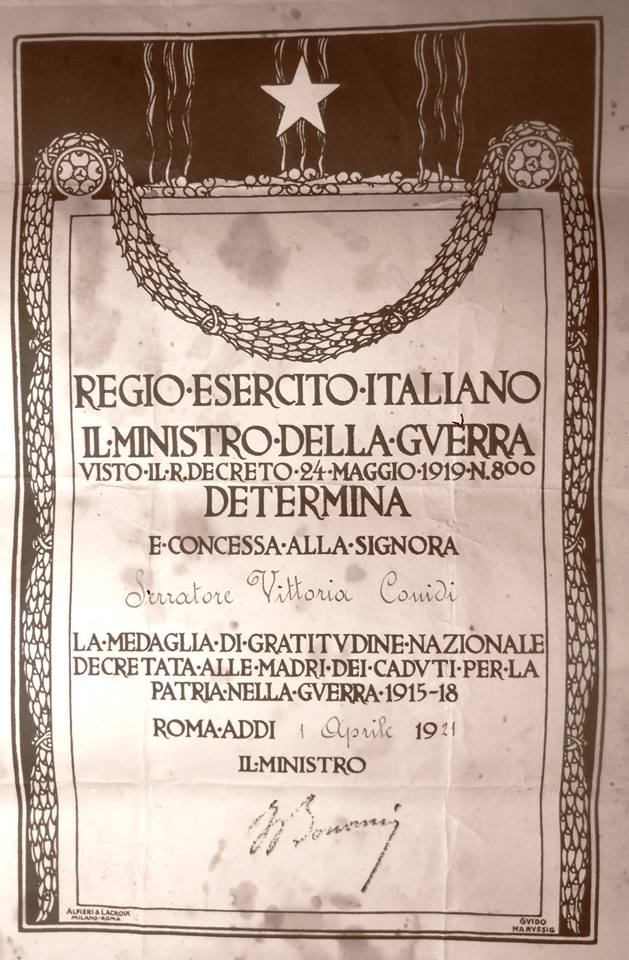 REGIO·ESERCITO·ITALIANO
IL·MINISTRO·DELLA·GVERRA
VISTO·IL·R.DECRETO·24·MAGGIO·1919·N.800
DETERMINA
E·CONCESSA·ALLA·SIGNORA
Serratore Vittoria Conidi
LA·MEDAGLIA·DI·GRATITVDINE·NAZIONALE
DECRETATA·ALLE·MADRI·DEI·CADVTI·PER·LA
PATRIA·NELLA·GVERRA·1915-18
ROMA·ADDI 1 Aprile 1921
IL·MINISTRO
Bonomi
ALFIERI & LACROIX
MILANO-ROMA
GVIDO
MARVSSIG